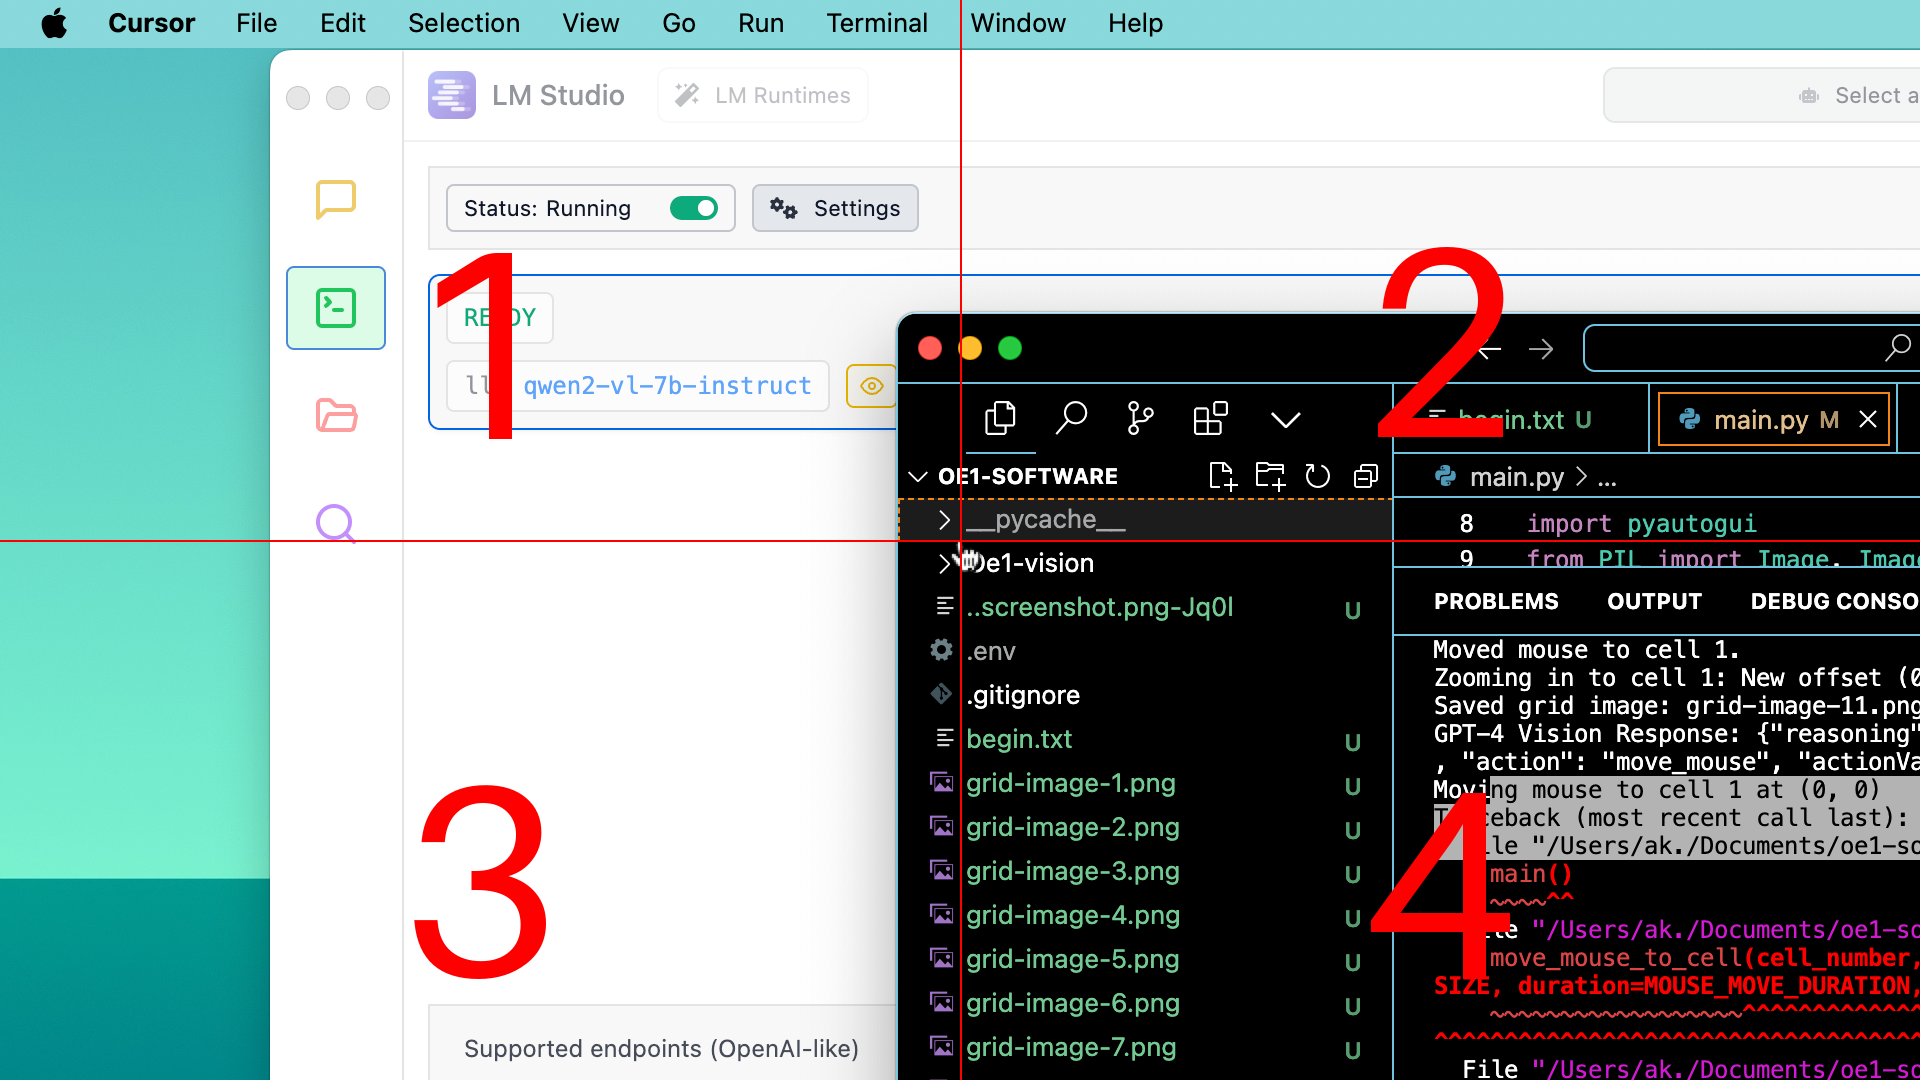 Cursor File Edit Selection View Go Run Terminal Window Help
LM Studio
LM Runtimes
Select a
Status: Running
Settings
1
2
READY
qwen2-vl-7b-instruct
begin.txt U
main.py M
OE1-SOFTWARE
main.py > ...
__pycache__
8 import pyautogui
9 from PIL import Image, Imag
Oe1-vision
..screenshot.png-Jq0l U
.env
.gitignore
begin.txt U
grid-image-1.png U
grid-image-2.png U
grid-image-3.png U
grid-image-4.png U
grid-image-5.png U
grid-image-6.png U
grid-image-7.png U
PROBLEMS OUTPUT DEBUG CONSO
Moved mouse to cell 1.
Zooming in to cell 1: New offset (0
Saved grid image: grid-image-11.png
GPT-4 Vision Response: {"reasoning"
, "action": "move_mouse", "actionVa
Moving mouse to cell 1 at (0, 0)
Traceback (most recent call last):
File "/Users/ak./Documents/oe1-so
main()
~~~~^^
File "/Users/ak./Documents/oe1-so
move_mouse_to_cell(cell_number,
SIZE, duration=MOUSE_MOVE_DURATION,
~~~~~~~~~~~~~~~~~~^^^^^^^^^^^^^
^^^^^^^^^^^^^^^^^^^^^^^^^^^^^^^^^^^
File "/Users/ak./Documents/oe1-so
3
4
Supported endpoints (OpenAI-like)